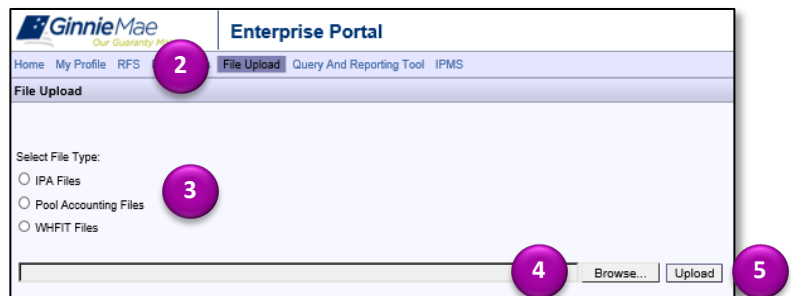 GinnieMae
Our Guaranty
Enterprise Portal
Home My Profile RFS 2 File Upload Query And Reporting Tool IPMS
File Upload
Select File Type:
IPA Files
3
Pool Accounting Files
WHFIT Files
4 Browse... Upload 5